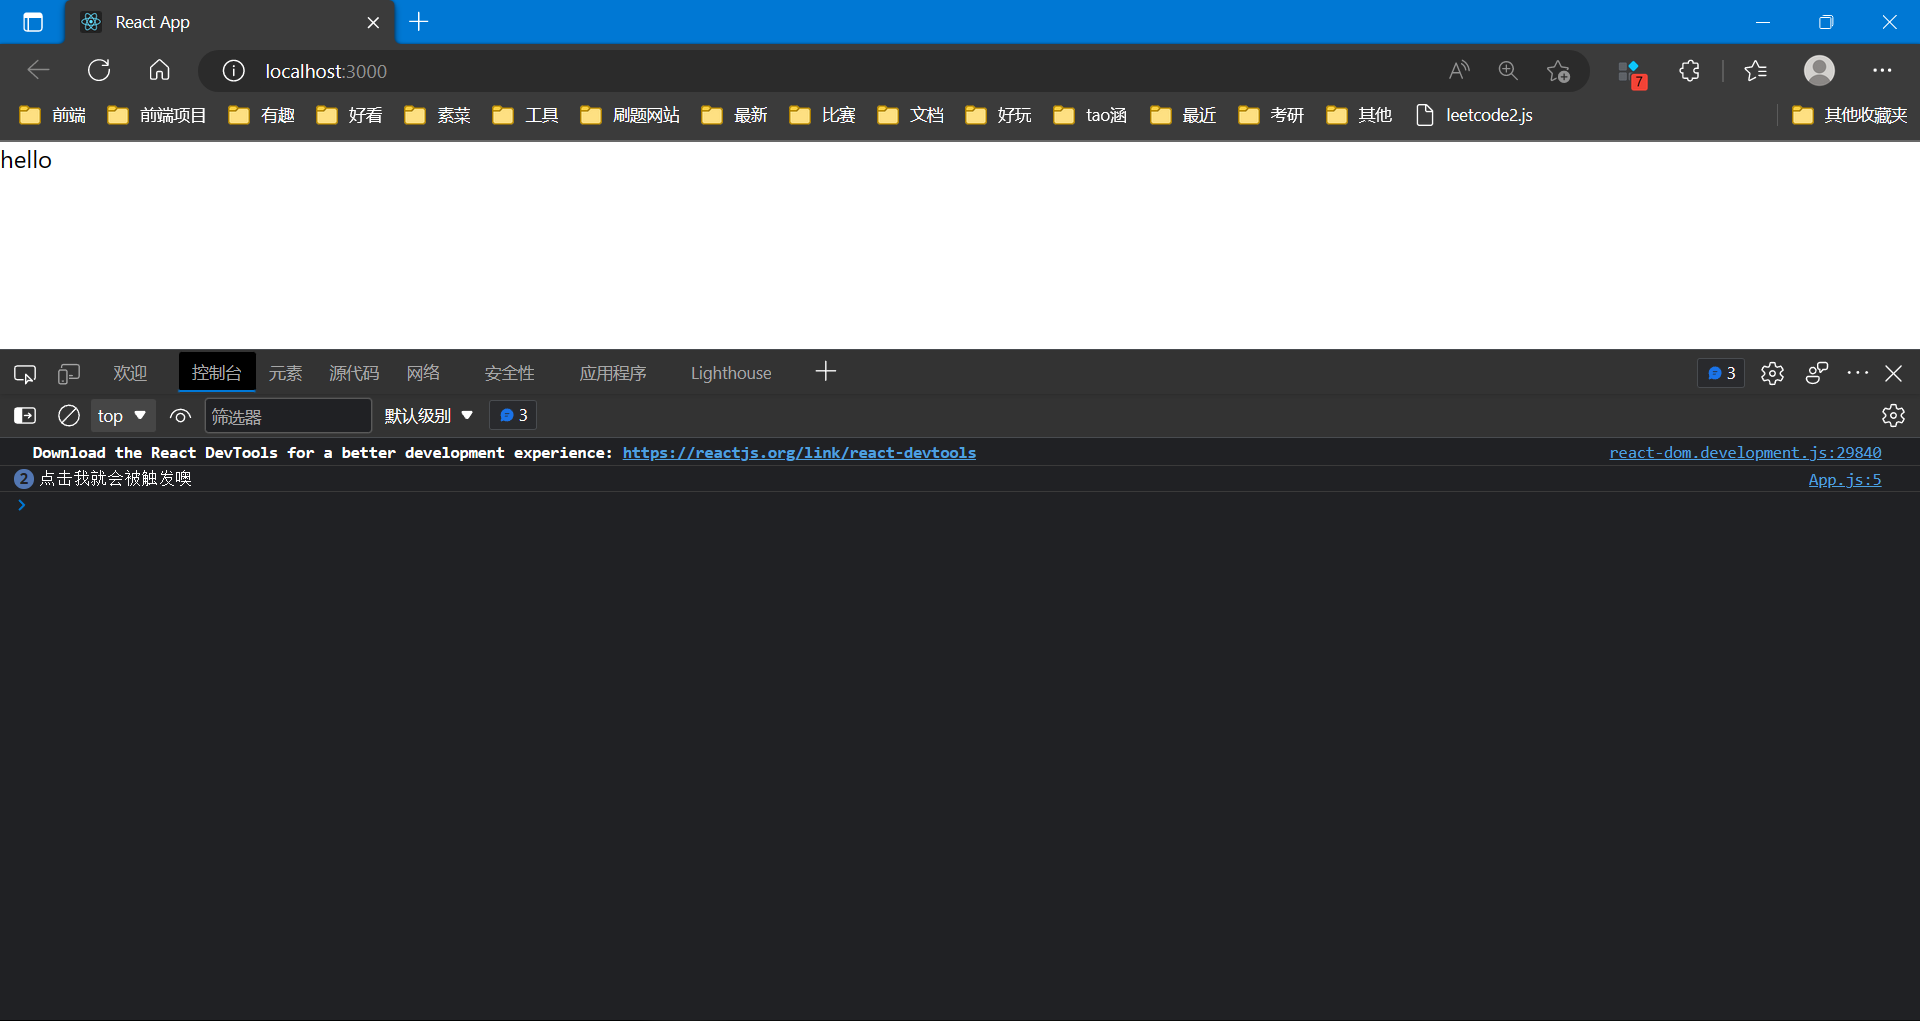 React App
localhost:3000
7
前端 前端项目 有趣 好看 素菜 工具 刷题网站 最新 比赛 文档 好玩 tao涵 最近 考研 其他 leetcode2.js 其他收藏夹
hello
欢迎 控制台 元素 源代码 网络 安全性 应用程序 Lighthouse 3
top 筛选器 默认级别 3
Download the React DevTools for a better development experience: https://reactjs.org/link/react-devtools react-dom.development.js:29840
2 点击我就会被触发噢 App.js:5